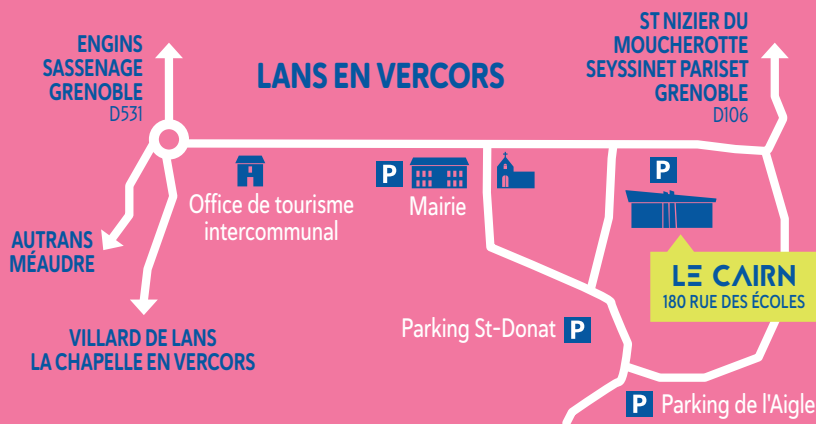 ENGINS
SASSENAGE
GRENOBLE
D531
LANS EN VERCORS
ST NIZIER DU
MOUCHEROTTE
SEYSSINET PARISET
GRENOBLE
D106
Office de tourisme
intercommunal
P
Mairie
P
AUTRANS
MÉAUDRE
LE CAIRN
180 RUE DES ÉCOLES
VILLARD DE LANS
LA CHAPELLE EN VERCORS
Parking St-Donat P
P Parking de l'Aigle